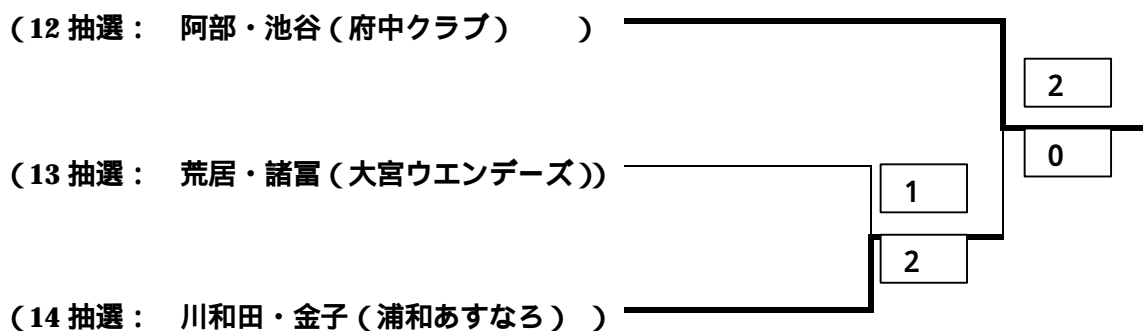 (12 抽選： 阿部・池谷(府中クラブ) )
2
0
(13 抽選： 荒居・諸冨(大宮ウエンデーズ))
1
2
(14 抽選： 川和田・金子(浦和あすなろ) )